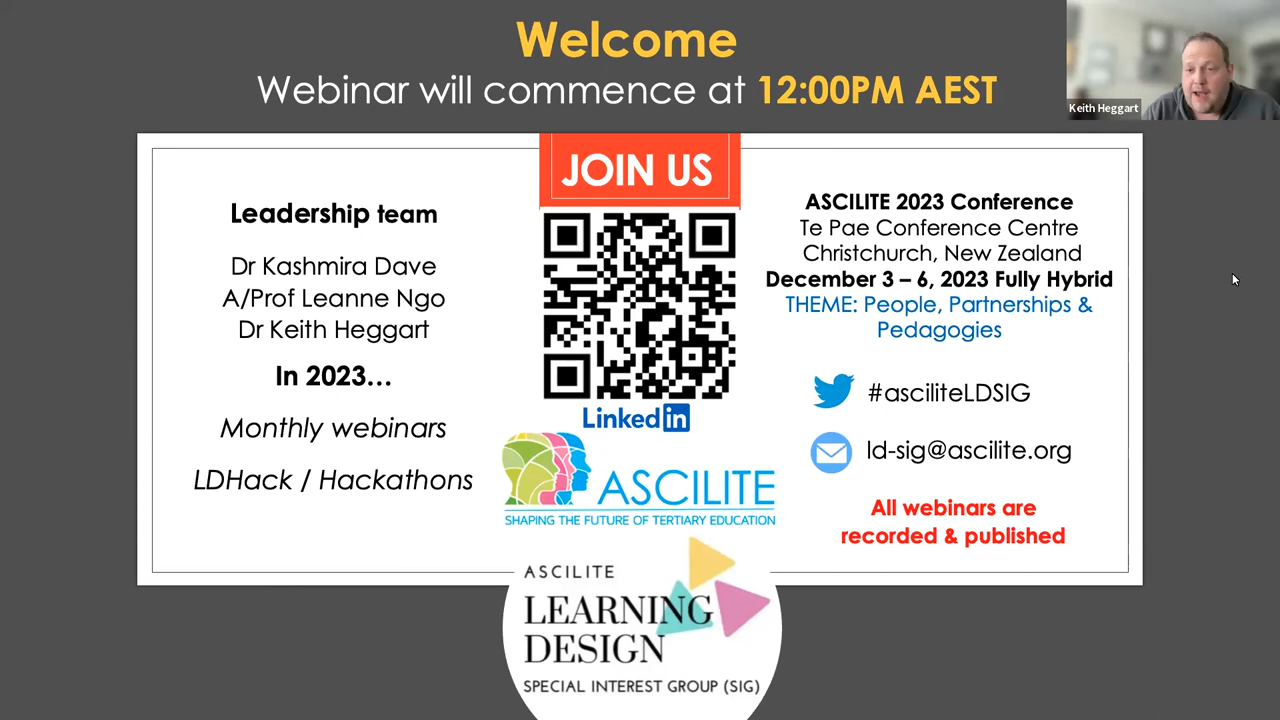 Welcome
Webinar will commence at 12:00PM AEST
Keith Heggart
JOIN US
Leadership team
Dr Kashmira Dave
A/Prof Leanne Ngo
Dr Keith Heggart
In 2023…
Monthly webinars
LDHack / Hackathons
LinkedIn
ASCILITE
SHAPING THE FUTURE OF TERTIARY EDUCATION
ASCILITE 2023 Conference
Te Pae Conference Centre
Christchurch, New Zealand
December 3 – 6, 2023 Fully Hybrid
THEME: People, Partnerships &
Pedagogies
#asciliteLDSIG
ld-sig@ascilite.org
All webinars are
recorded & published
ASCILITE
LEARNING
DESIGN
SPECIAL INTEREST GROUP (SIG)